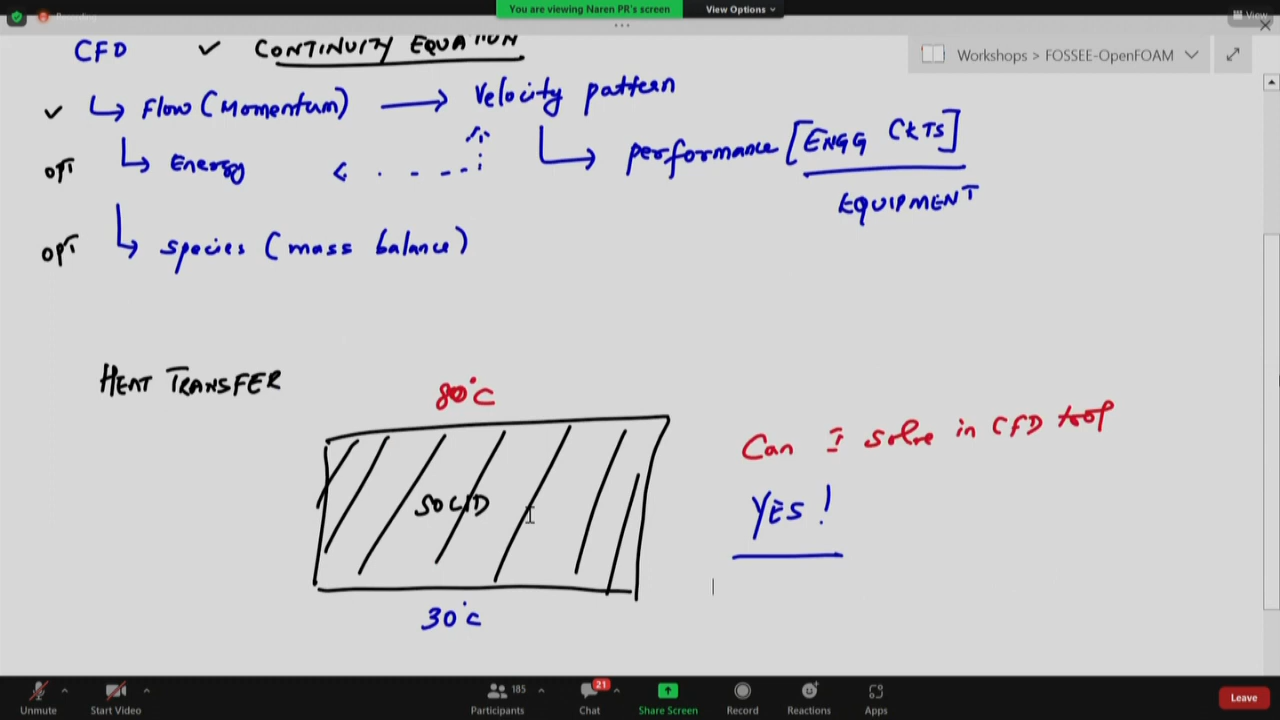 You are viewing Naren PR's screen View Options
Recording
View
CFD ✓ CONTINUITY EQUATION
Workshops > FOSSEE-OpenFOAM
✓ Flow (Momentum) → Velocity pattern
performance [ENGG CKTS]
EQUIPMENT
OPT Energy
OPT species (mass balance)
HEAT TRANSFER
80°C
Can I solve in CFD tool
SOLID
YES!
30°C
Unmute Start Video Participants 185 Chat 21 Share Screen Record Reactions Apps Leave